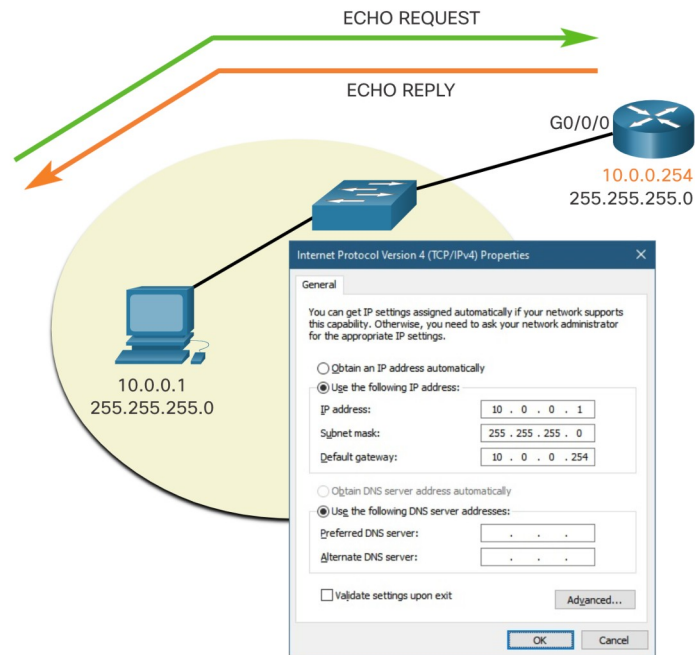 ECHO REQUEST
ECHO REPLY
G0/0/0
10.0.0.254
255.255.255.0
10.0.0.1
255.255.255.0
Internet Protocol Version 4 (TCP/IPv4) Properties
General
You can get IP settings assigned automatically if your network supports
this capability. Otherwise, you need to ask your network administrator
for the appropriate IP settings.
Obtain an IP address automatically
Use the following IP address:
IP address: 10 . 0 . 0 . 1
Subnet mask: 255 . 255 . 255 . 0
Default gateway: 10 . 0 . 0 . 254
Obtain DNS server address automatically
Use the following DNS server addresses:
Preferred DNS server: . . .
Alternate DNS server: . . .
Validate settings upon exit
Advanced...
OK Cancel